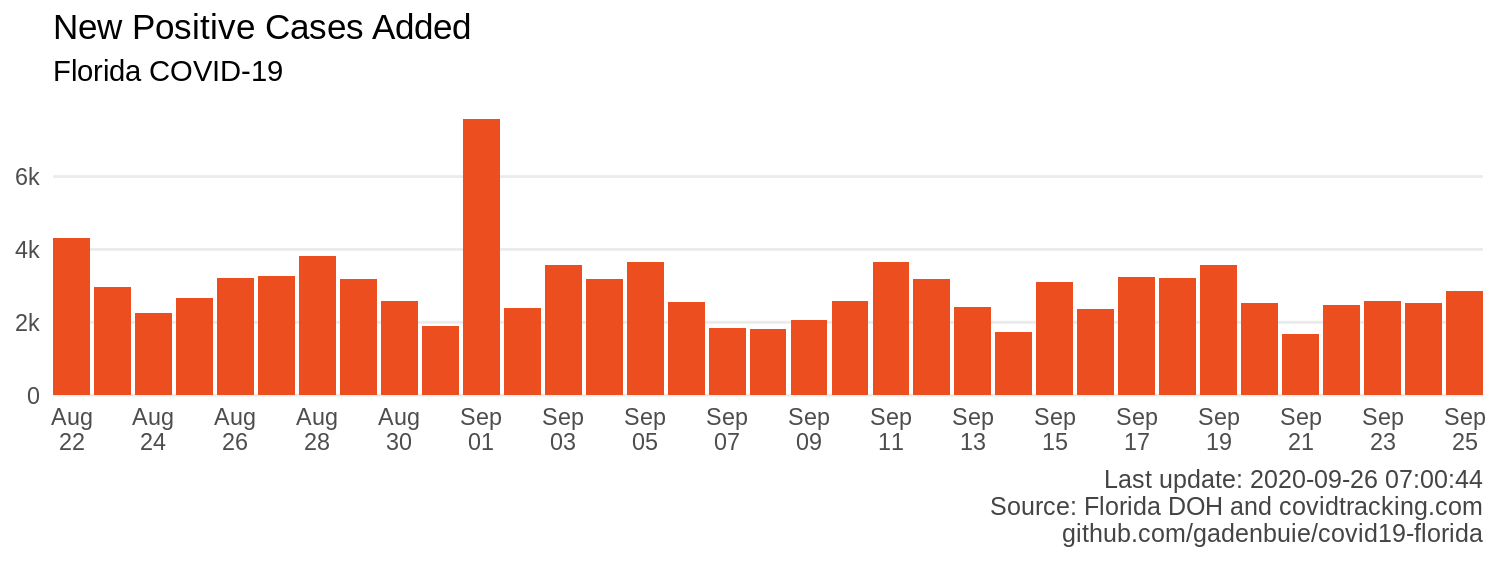 New Positive Cases Added
Florida COVID-19
6k
4k
2k
0
Aug Aug Aug Aug Aug Sep Sep Sep Sep Sep Sep Sep Sep Sep Sep Sep Sep Sep
22 24 26 28 30 01 03 05 07 09 11 13 15 17 19 21 23 25
Last update: 2020-09-26 07:00:44
Source: Florida DOH and covidtracking.com
github.com/gadenbuie/covid19-florida